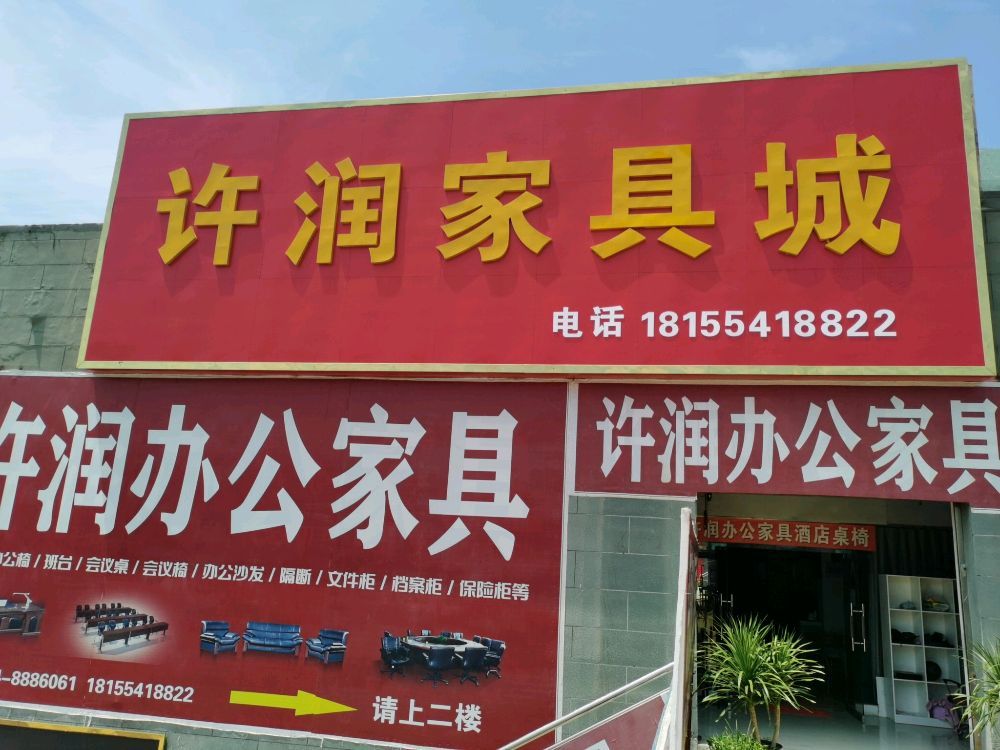 许润家具城
电话 18155418822
许润办公家具
公椅/班台/会议桌/会议椅/办公沙发/隔断/文件柜/档案柜/保险柜等
-8886061 18155418822
请上二楼
许润办公家具
许润办公家具酒店桌椅